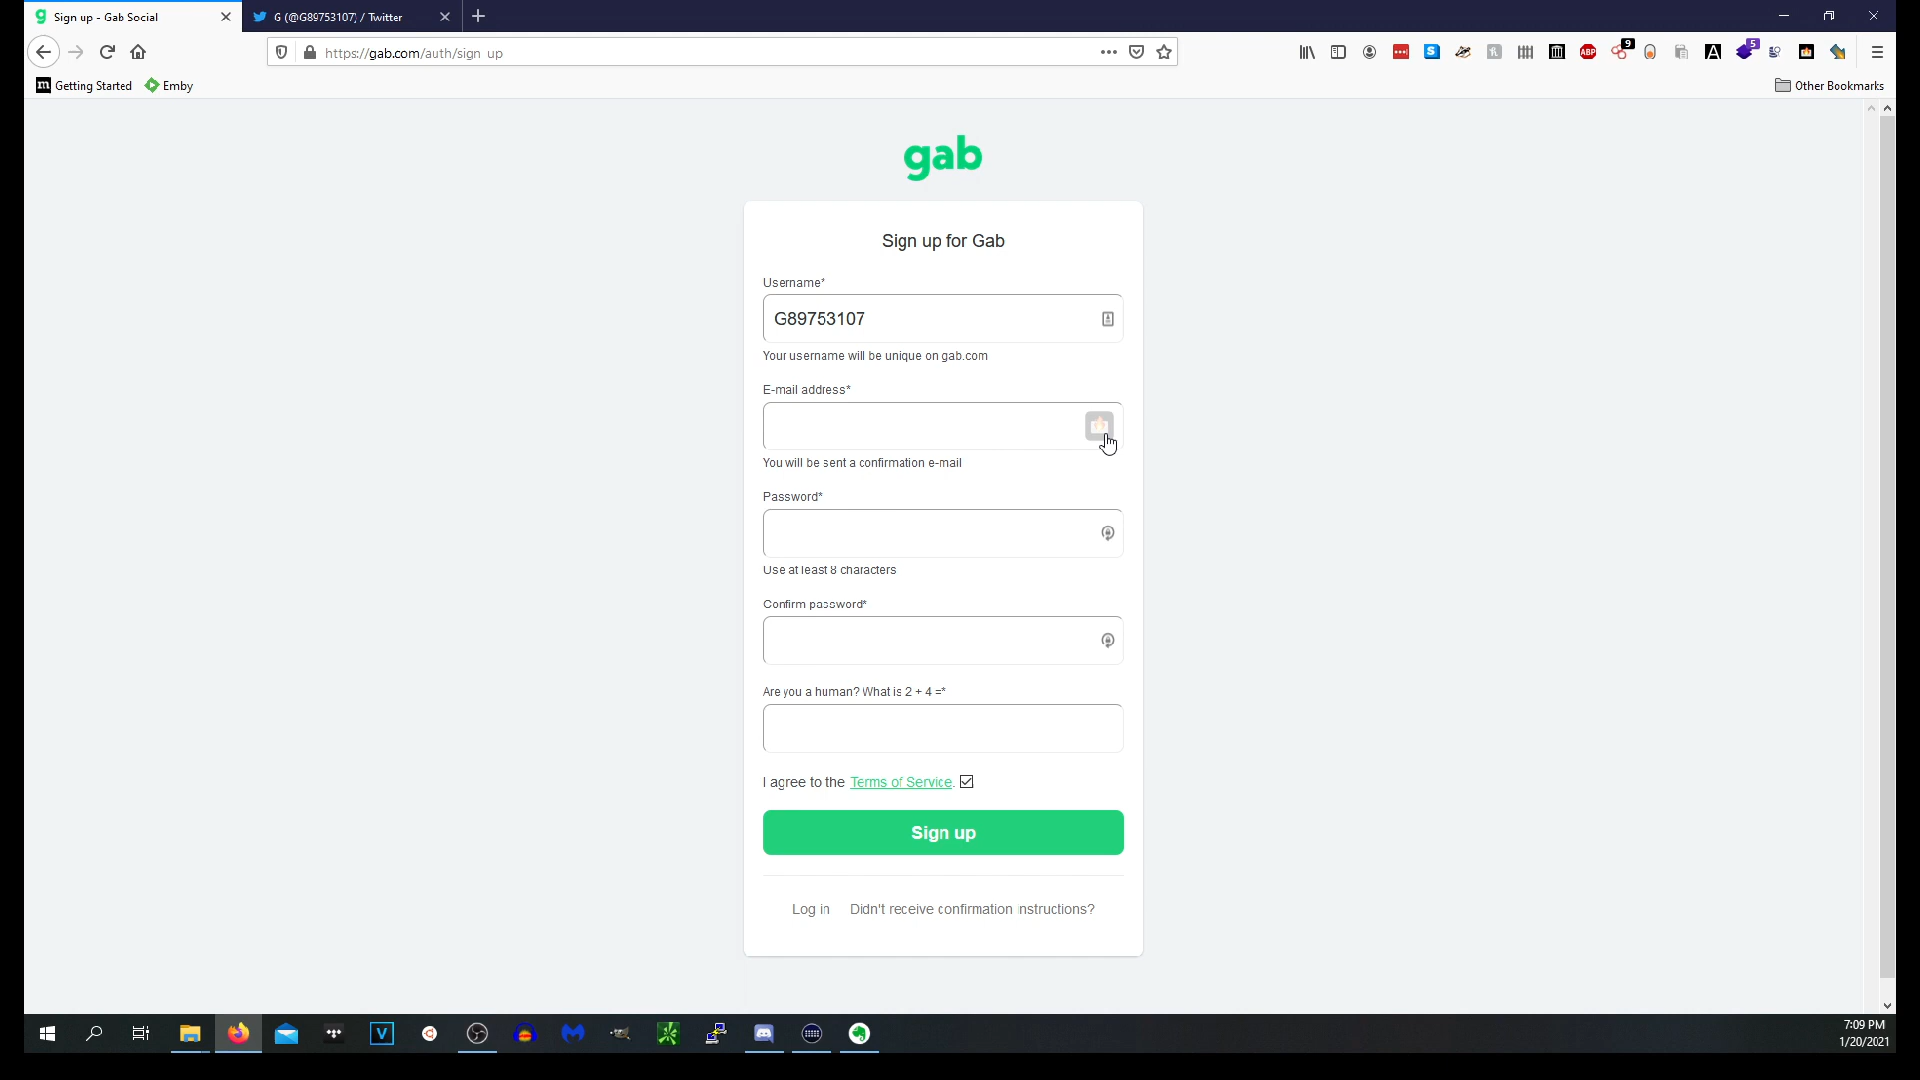 Sign up - Gab Social
G (@G89753107) / Twitter
https://gab.com/auth/sign_up
ABP
9
5
Getting Started
Emby
Other Bookmarks
gab
Sign up for Gab
Username*
G89753107
Your username will be unique on gab.com
E-mail address*
You will be sent a confirmation e-mail
Password*
Use at least 8 characters
Confirm password*
Are you a human? What is 2 + 4 =*
I agree to the Terms of Service.
Sign up
Log in Didn't receive confirmation instructions?
7:09 PM
1/20/2021